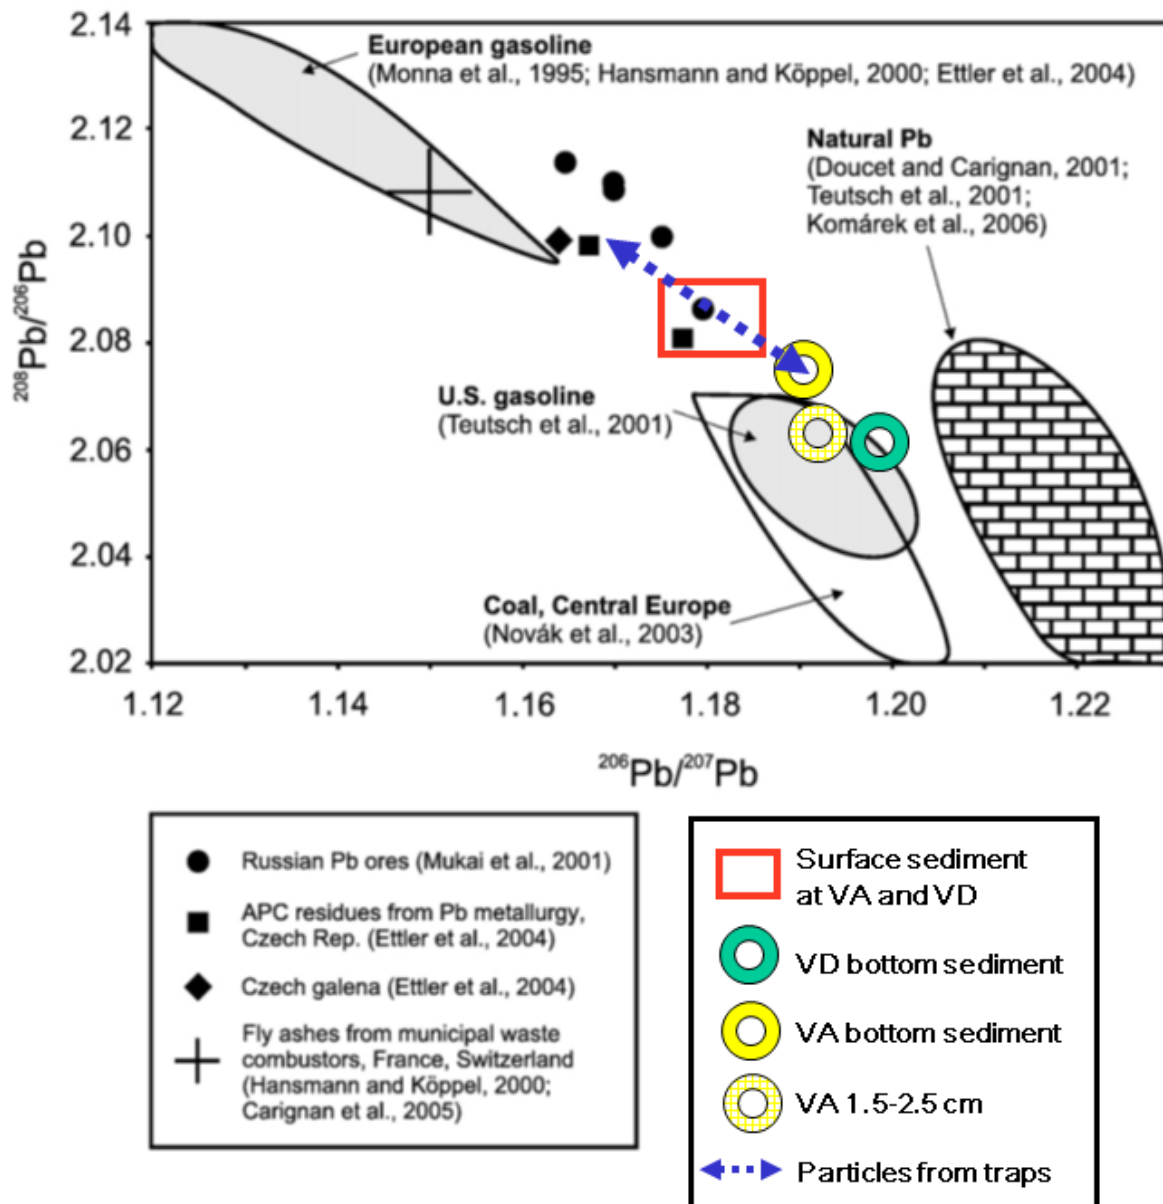 2.14
2.12
2.10
2.08
2.06
2.04
2.02
208Pb/206Pb
European gasoline
(Monna et al., 1995; Hansmann and Köppel, 2000; Ettler et al., 2004)
Natural Pb
(Doucet and Carignan, 2001;
Teutsch et al., 2001;
Komárek et al., 2006)
U.S. gasoline
(Teutsch et al., 2001)
Coal, Central Europe
(Novák et al., 2003)
1.12 1.14 1.16 1.18 1.20 1.22
206Pb/207Pb
Russian Pb ores (Mukai et al., 2001)
APC residues from Pb metallurgy,
Czech Rep. (Ettler et al., 2004)
Czech galena (Ettler et al., 2004)
Fly ashes from municipal waste
combustors, France, Switzerland
(Hansmann and Köppel, 2000;
Carignan et al., 2005)
Surface sediment
at VA and VD
VD bottom sediment
VA bottom sediment
VA 1.5-2.5 cm
Particles from traps